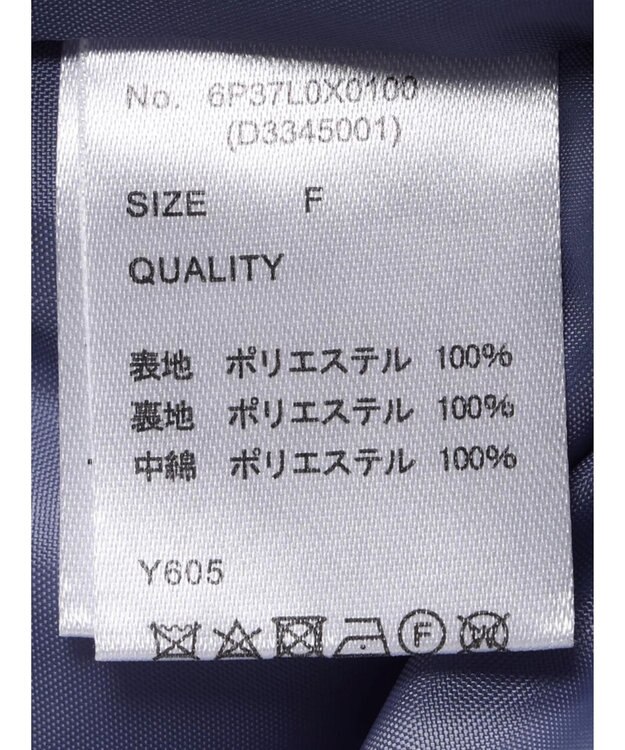 No. 6P37L0X0100
(D3345001)
SIZE F
QUALITY
表地 ポリエステル 100%
裏地 ポリエステル 100%
中綿 ポリエステル 100%
Y605
F
W